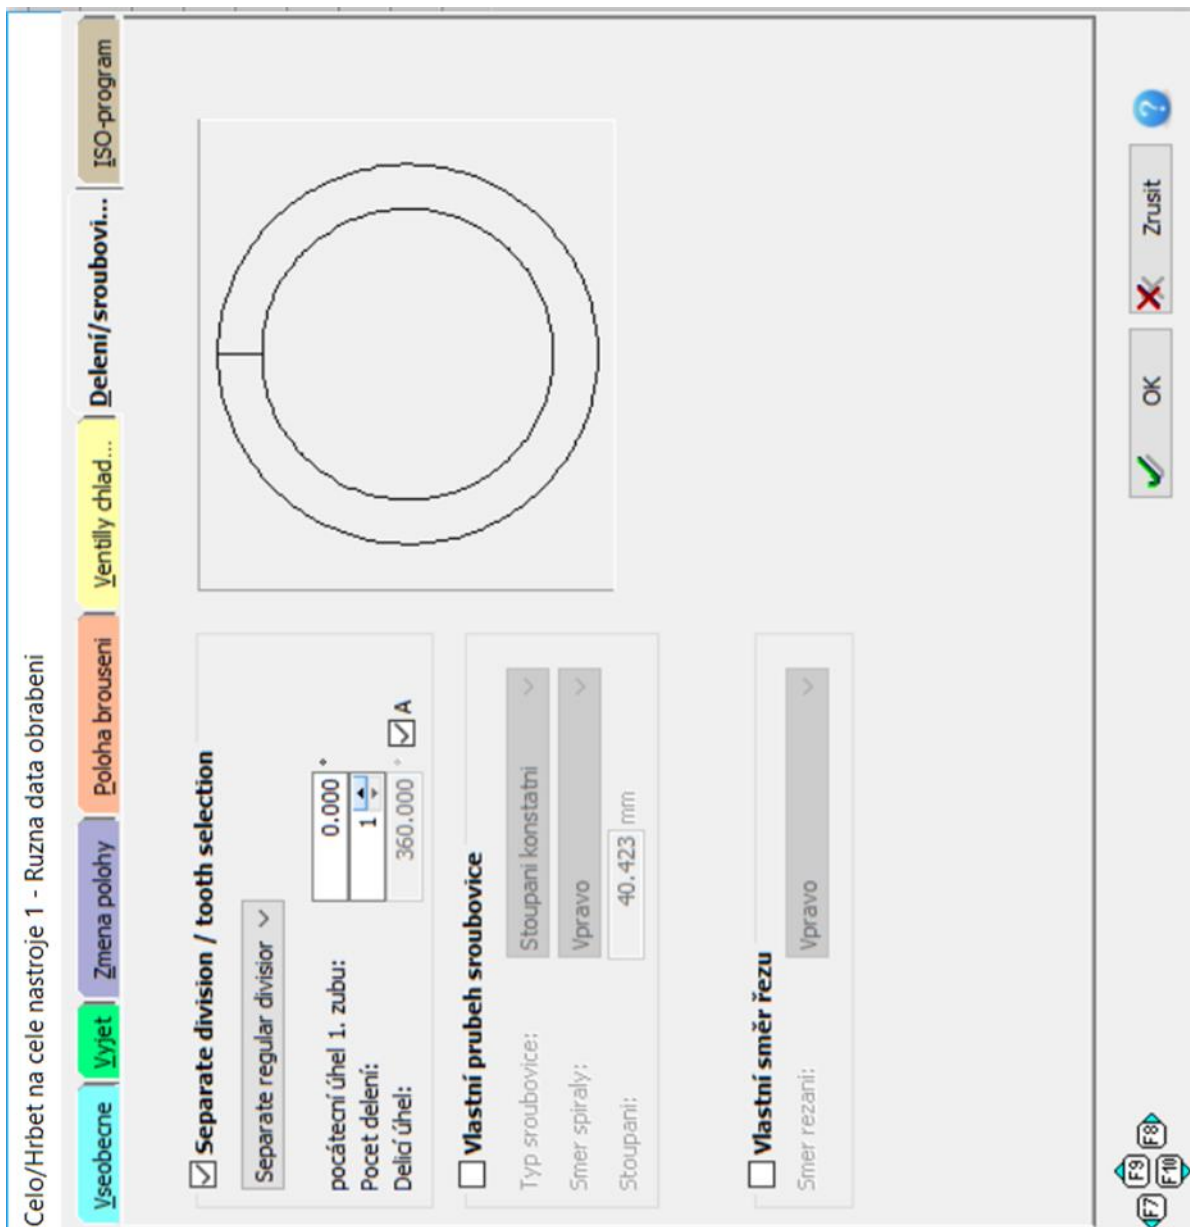 Celo/Hrbet na cele nastroje 1 - Ruzna data obrabeni
Vseobecne Vyjet Zmena polohy Poloha brouseni Ventilly chlad... Delení/sroubovi... ISO-program
Separate division / tooth selection
Separate regular divisior
pocátecní úhel 1. zubu: 0.000 °
Pocet delení: 1
Delicí úhel: 360.000 ° A
Vlastní prubeh sroubovice
Typ sroubovice: Stoupani konstatni
Smer spiraly: Vpravo
Stoupani: 40.423 mm
Vlastní směr řezu
Smer rezani: Vpravo
F7 F9 F10 F8
OK Zrusit ?